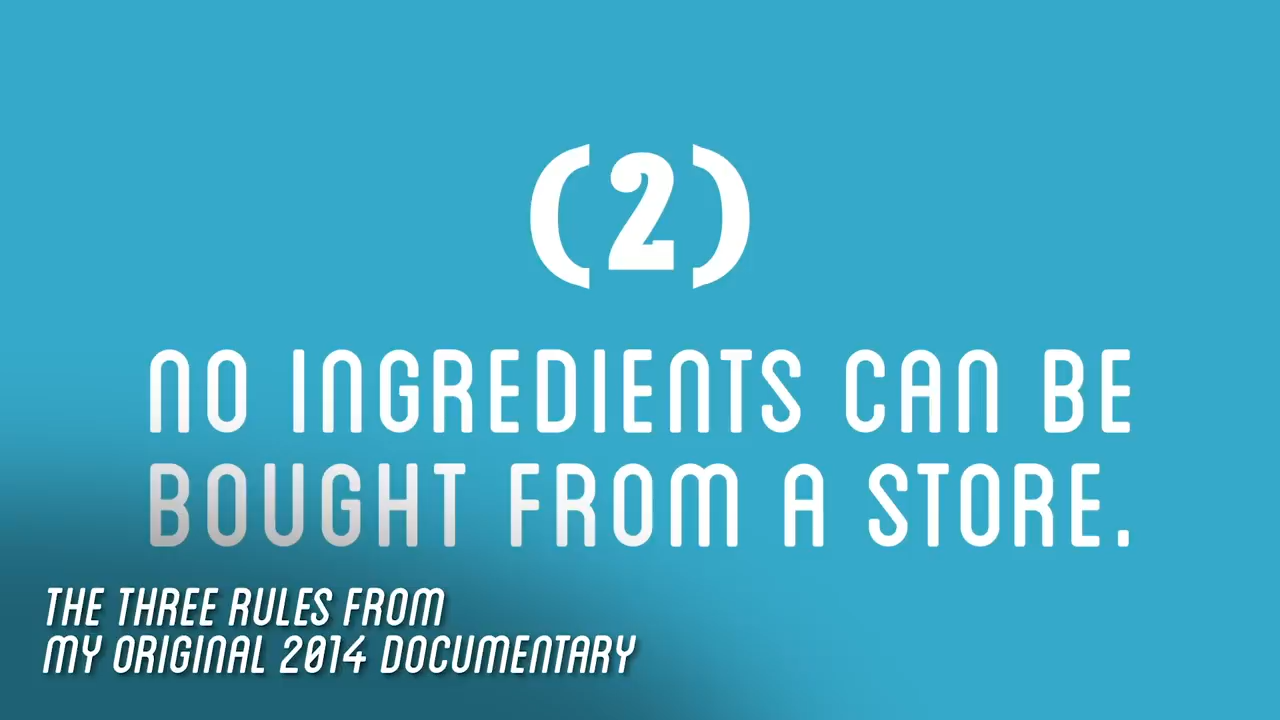 (2)
NO INGREDIENTS CAN BE
BOUGHT FROM A STORE.
THE THREE RULES FROM
MY ORIGINAL 2014 DOCUMENTARY